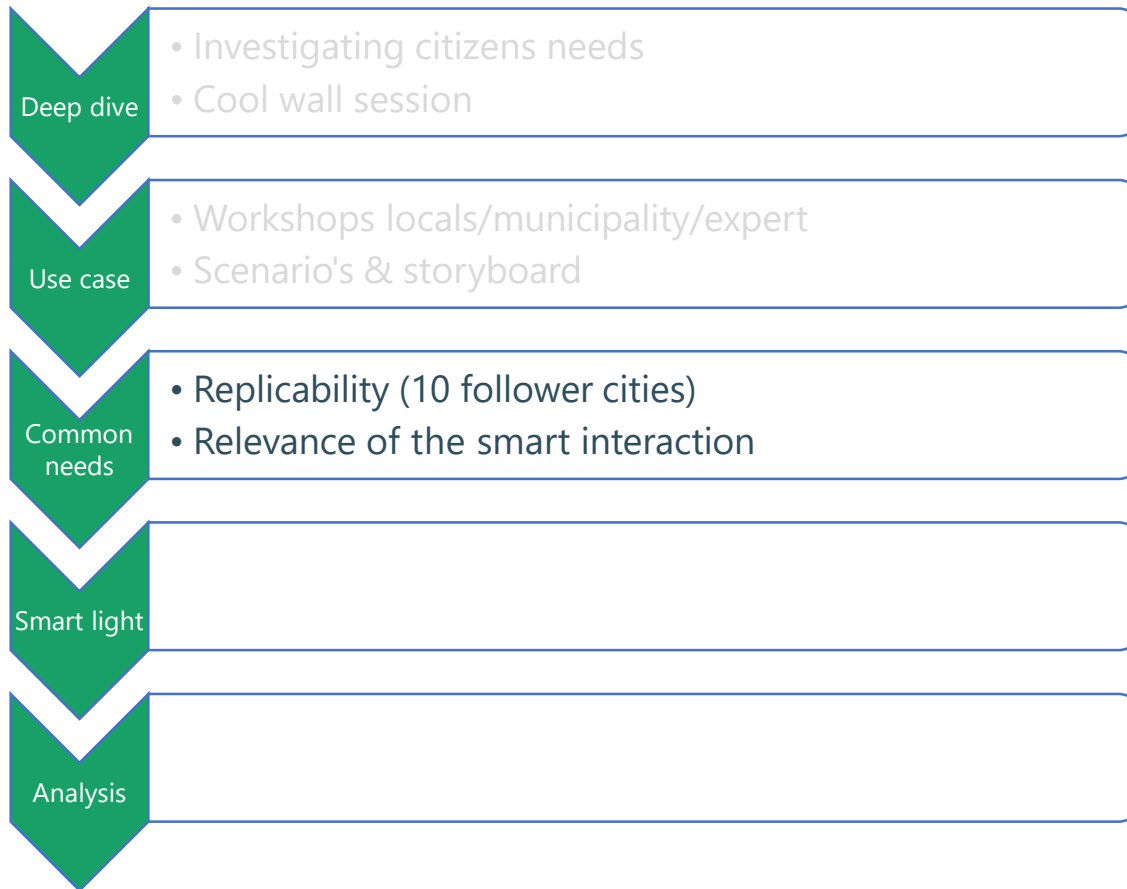 Deep dive
• Investigating citizens needs
• Cool wall session
Use case
• Workshops locals/municipality/expert
• Scenario's & storyboard
Common
needs
• Replicability (10 follower cities)
• Relevance of the smart interaction
Smart light
Analysis